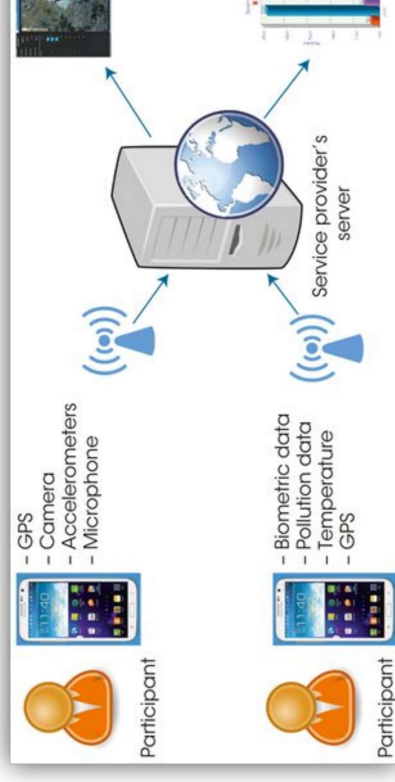 – GPS
– Camera
– Accelerometers
– Microphone
11:40
Participant
Service provider's
server
– Biometric data
– Pollution data
– Temperature
– GPS
11:40
Participant